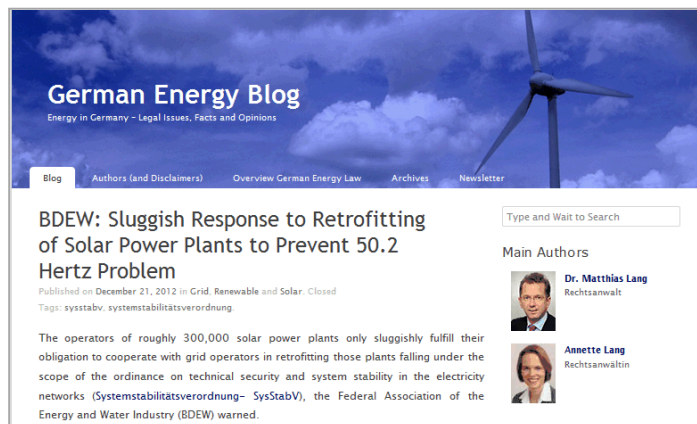 German Energy Blog
Energy in Germany – Legal Issues, Facts and Opinions
Blog
Authors (and Disclaimers)
Overview German Energy Law
Archives
Newsletter
BDEW: Sluggish Response to Retrofitting
of Solar Power Plants to Prevent 50.2
Hertz Problem
Published on December 21, 2012 in Grid, Renewable and Solar. Closed
Tags: sysstabv, systemstabilitätsverordnung.
The operators of roughly 300,000 solar power plants only sluggishly fulfill their
obligation to cooperate with grid operators in retrofitting those plants falling under the
scope of the ordinance on technical security and system stability in the electricity
networks (Systemstabilitätsverordnung– SysStabV), the Federal Association of the
Energy and Water Industry (BDEW) warned.
Type and Wait to Search
Main Authors
Dr. Matthias Lang
Rechtsanwalt
Annette Lang
Rechtsanwältin